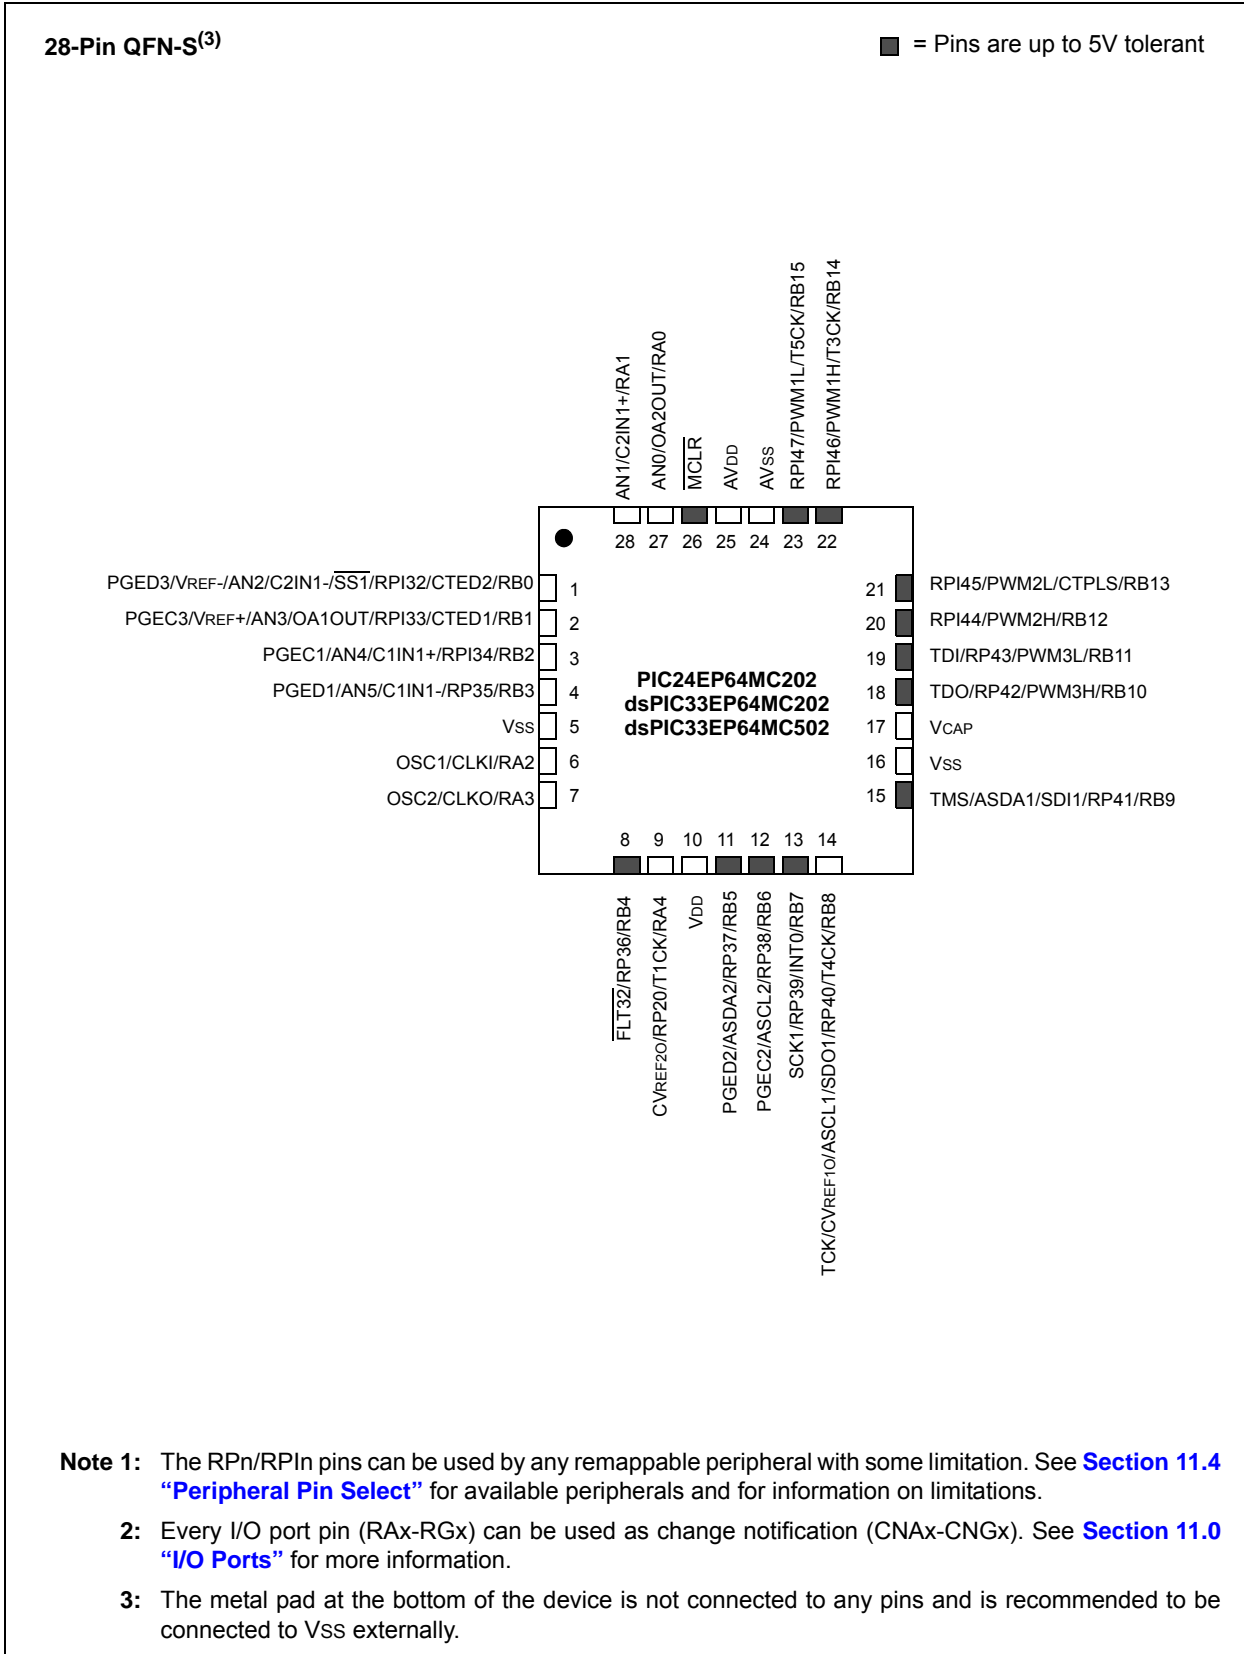 28-Pin QFN-S(3)
= Pins are up to 5V tolerant
AN1/C2IN1+/RA1
AN0/OA2OUT/RA0
MCLR
AVDD
AVSS
RPI47/PWM1L/T5CK/RB15
RPI46/PWM1H/T3CK/RB14
28 27 26 25 24 23 22
PGED3/VREF-/AN2/C2IN1-/SS1/RPI32/CTED2/RB0 1
PGEC3/VREF+/AN3/OA1OUT/RPI33/CTED1/RB1 2
PGEC1/AN4/C1IN1+/RPI34/RB2 3
PGED1/AN5/C1IN1-/RP35/RB3 4
VSS 5
OSC1/CLKI/RA2 6
OSC2/CLKO/RA3 7
PIC24EP64MC202
dsPIC33EP64MC202
dsPIC33EP64MC502
21 RPI45/PWM2L/CTPLS/RB13
20 RPI44/PWM2H/RB12
19 TDI/RP43/PWM3L/RB11
18 TDO/RP42/PWM3H/RB10
17 VCAP
16 VSS
15 TMS/ASDA1/SDI1/RP41/RB9
8 9 10 11 12 13 14
FLT32/RP36/RB4
CVREF2O/RP20/T1CK/RA4
VDD
PGED2/ASDA2/RP37/RB5
PGEC2/ASCL2/RP38/RB6
SCK1/RP39/INT0/RB7
TCK/CVREF1O/ASCL1/SDO1/RP40/T4CK/RB8
Note 1: The RPn/RPIn pins can be used by any remappable peripheral with some limitation. See Section 11.4
“Peripheral Pin Select” for available peripherals and for information on limitations.
2: Every I/O port pin (RAx-RGx) can be used as change notification (CNAx-CNGx). See Section 11.0
“I/O Ports” for more information.
3: The metal pad at the bottom of the device is not connected to any pins and is recommended to be
connected to VSS externally.